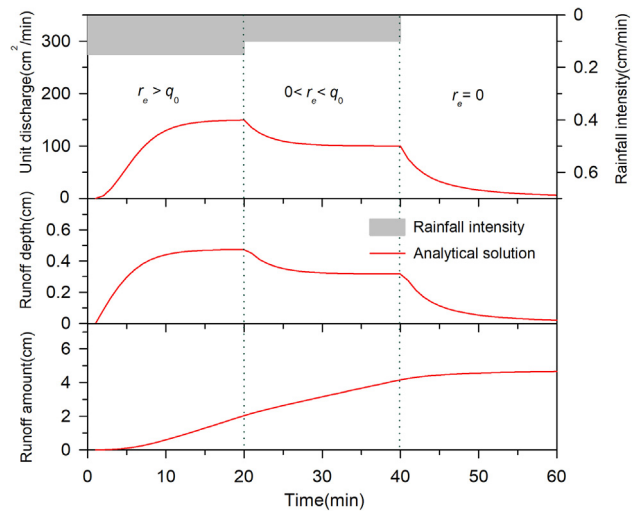 Unit discharge(cm²/min)
300
200
100
0
0
0.2
0.4
0.6
Rainfall intensity(cm/min)
rₑ > q₀
0< rₑ < q₀
rₑ = 0
Runoff depth(cm)
0.6
0.4
0.2
0
Rainfall intensity
Analytical solution
Runoff amount(cm)
6
4
2
0
0
10
20
30
40
50
60
Time(min)